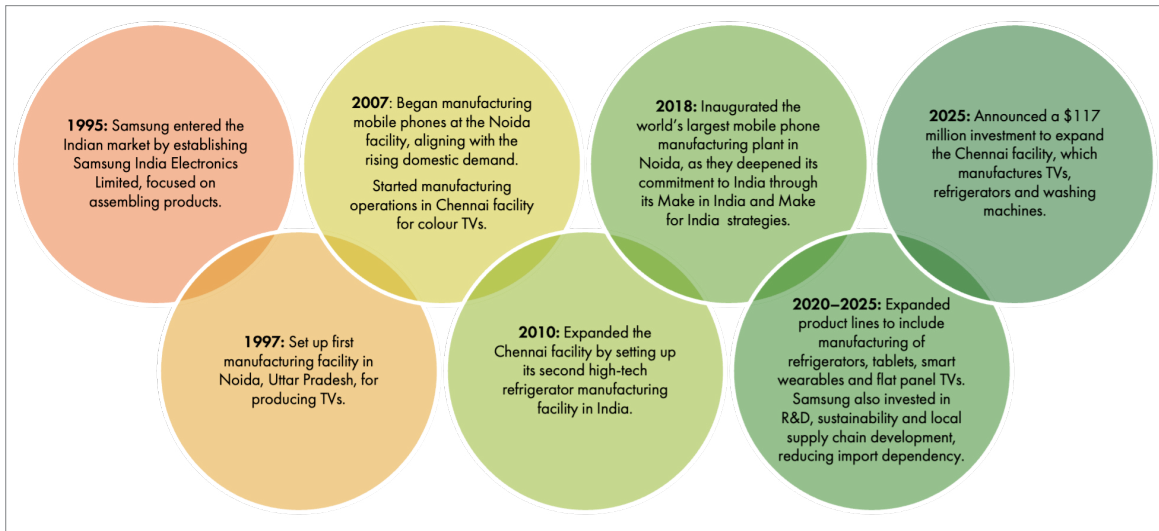 1995: Samsung entered the
Indian market by establishing
Samsung India Electronics
Limited, focused on
assembling products.
1997: Set up first
manufacturing facility in
Noida, Uttar Pradesh, for
producing TVs.
2007: Began manufacturing
mobile phones at the Noida
facility, aligning with the
rising domestic demand.
Started manufacturing
operations in Chennai facility
for colour TVs.
2010: Expanded the
Chennai facility by setting up
its second high-tech
refrigerator manufacturing
facility in India.
2018: Inaugurated the
world's largest mobile phone
manufacturing plant in
Noida, as they deepened its
commitment to India through
its Make in India and Make
for India strategies.
2020–2025: Expanded
product lines to include
manufacturing of
refrigerators, tablets, smart
wearables and flat panel TVs.
Samsung also invested in
R&D, sustainability and local
supply chain development,
reducing import dependency.
2025: Announced a $117
million investment to expand
the Chennai facility, which
manufactures TVs,
refrigerators and washing
machines.